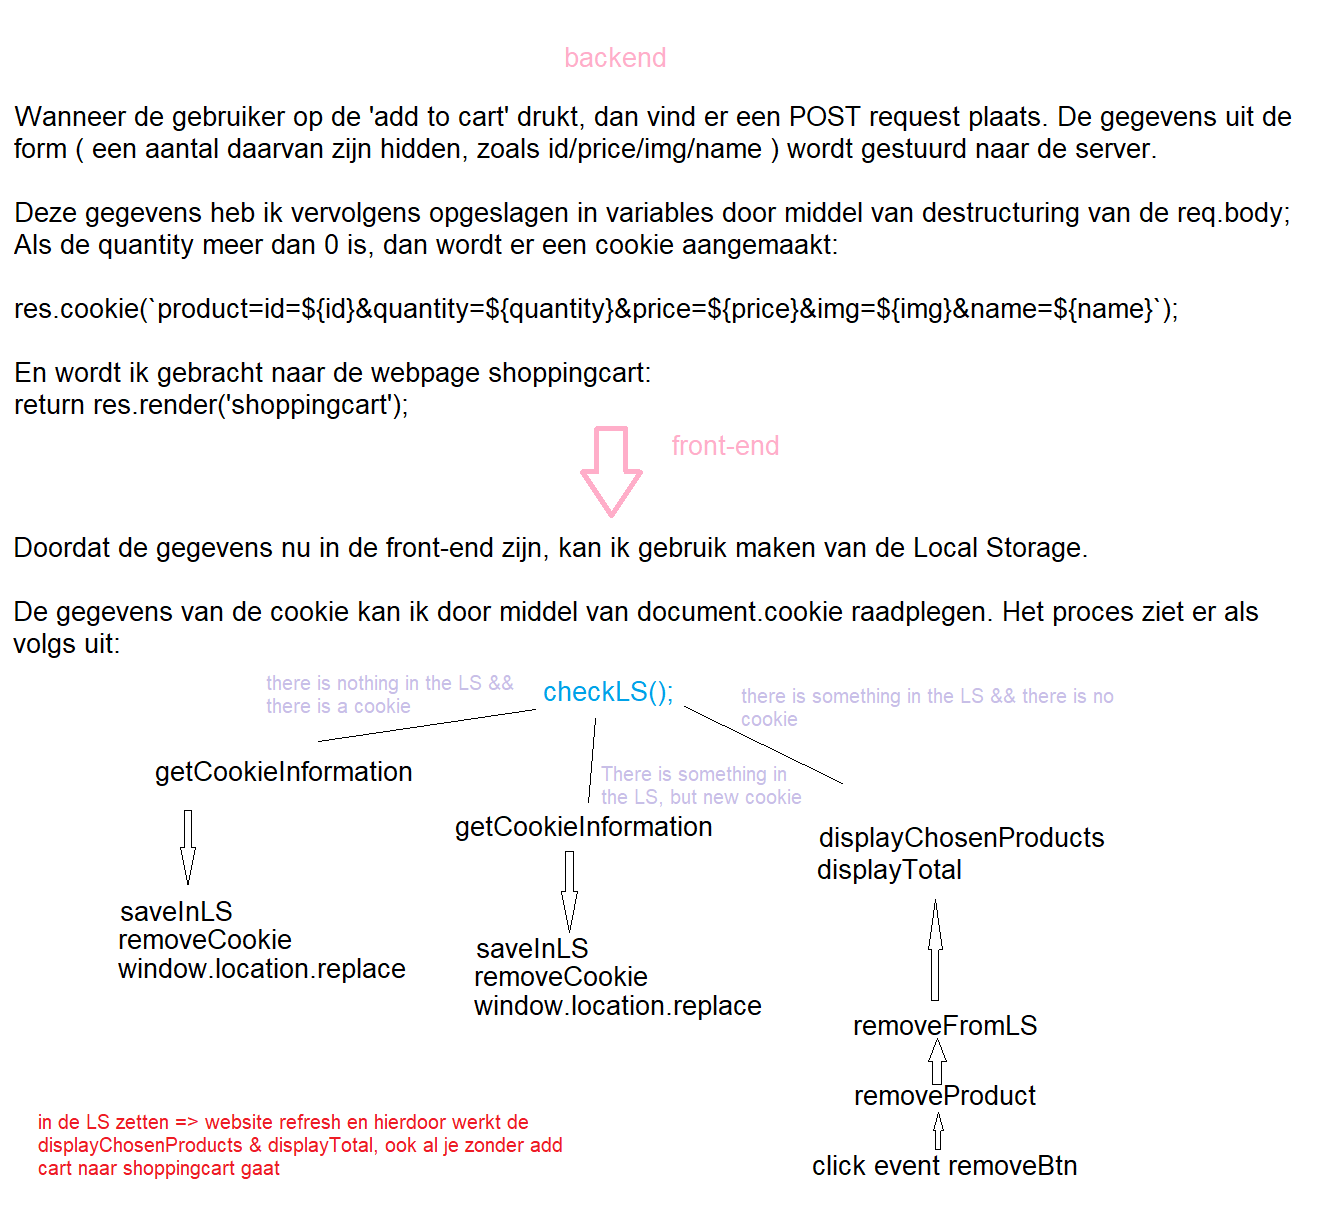 backend
Wanneer de gebruiker op de 'add to cart' drukt, dan vind er een POST request plaats. De gegevens uit de
form ( een aantal daarvan zijn hidden, zoals id/price/img/name ) wordt gestuurd naar de server.
Deze gegevens heb ik vervolgens opgeslagen in variables door middel van destructuring van de req.body;
Als de quantity meer dan 0 is, dan wordt er een cookie aangemaakt:
res.cookie(`product=id=${id}&quantity=${quantity}&price=${price}&img=${img}&name=${name}`);
En wordt ik gebracht naar de webpage shoppingcart:
return res.render('shoppingcart');
front-end
Doordat de gegevens nu in de front-end zijn, kan ik gebruik maken van de Local Storage.
De gegevens van de cookie kan ik door middel van document.cookie raadplegen. Het proces ziet er als
volgs uit:
there is nothing in the LS &&
there is a cookie
checkLS();
there is something in the LS && there is no
cookie
getCookieInformation
There is something in
the LS, but new cookie
getCookieInformation
displayChosenProducts
displayTotal
saveInLS
removeCookie
window.location.replace
saveInLS
removeCookie
window.location.replace
removeFromLS
removeProduct
click event removeBtn
in de LS zetten => website refresh en hierdoor werkt de
displayChosenProducts & displayTotal, ook al je zonder add
cart naar shoppingcart gaat